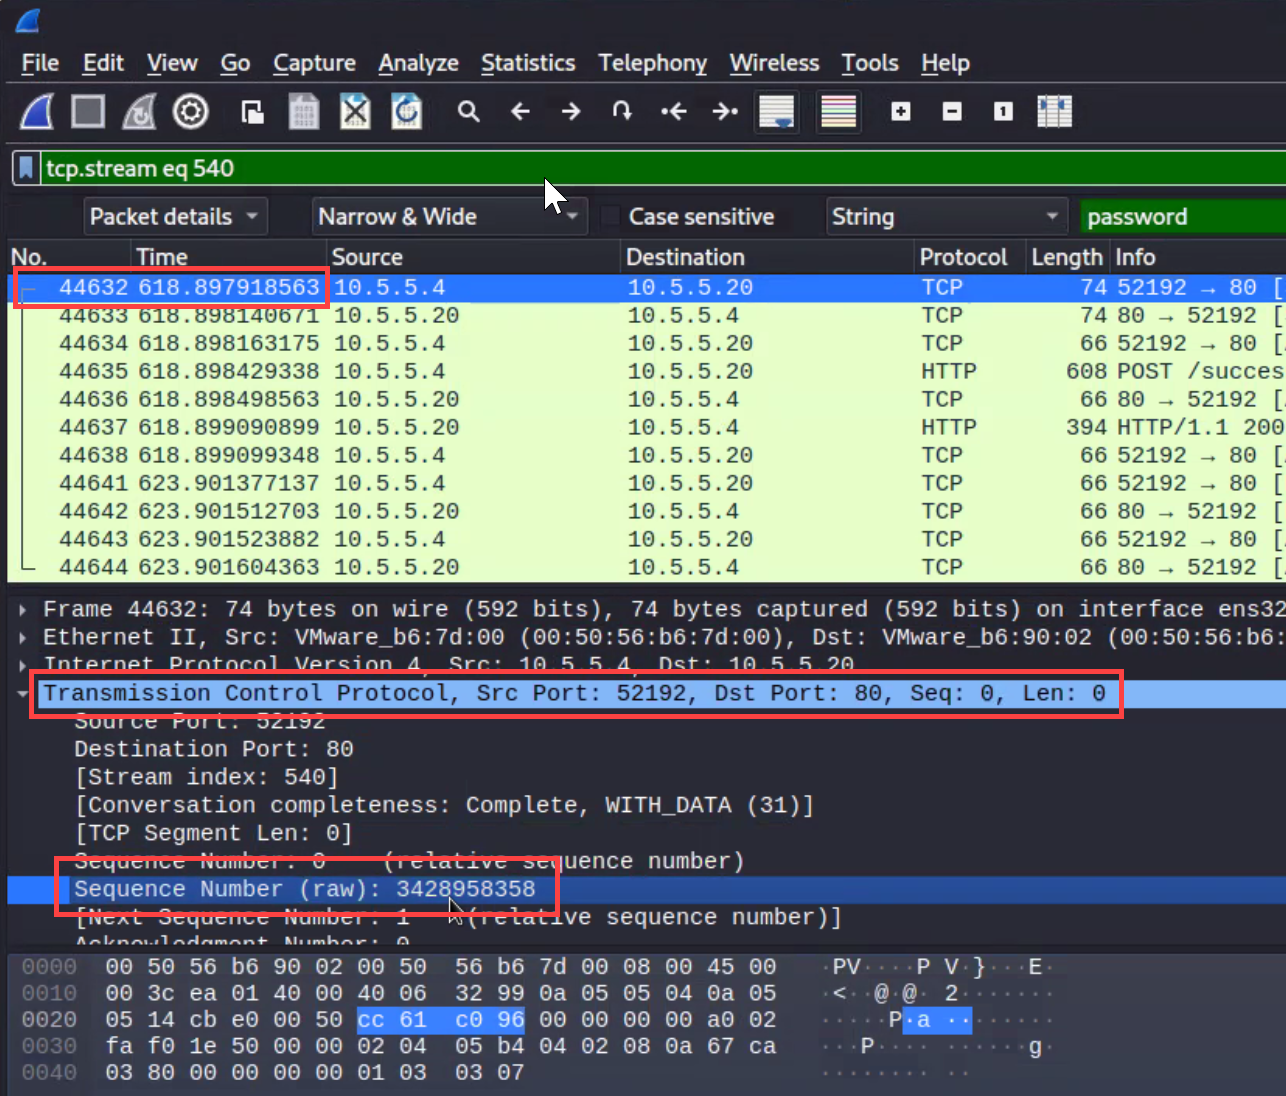 File Edit View Go Capture Analyze Statistics Telephony Wireless Tools Help
tcp.stream eq 540
Packet details Narrow & Wide Case sensitive String password
No. Time Source Destination Protocol Length Info
44632 618.897918563 10.5.5.4 10.5.5.20 TCP 74 52192 → 80 [
44633 618.898140671 10.5.5.20 10.5.5.4 TCP 74 80 → 52192 [
44634 618.898163175 10.5.5.4 10.5.5.20 TCP 66 52192 → 80 [
44635 618.898429338 10.5.5.4 10.5.5.20 HTTP 608 POST /succes
44636 618.898498563 10.5.5.20 10.5.5.4 TCP 66 80 → 52192 [
44637 618.899090899 10.5.5.20 10.5.5.4 HTTP 394 HTTP/1.1 200
44638 618.899099348 10.5.5.4 10.5.5.20 TCP 66 52192 → 80 [
44641 623.901377137 10.5.5.4 10.5.5.20 TCP 66 52192 → 80 [
44642 623.901512703 10.5.5.20 10.5.5.4 TCP 66 80 → 52192 [
44643 623.901523882 10.5.5.4 10.5.5.20 TCP 66 52192 → 80 [
44644 623.901604363 10.5.5.20 10.5.5.4 TCP 66 80 → 52192 [
Frame 44632: 74 bytes on wire (592 bits), 74 bytes captured (592 bits) on interface ens32
Ethernet II, Src: VMware_b6:7d:00 (00:50:56:b6:7d:00), Dst: VMware_b6:90:02 (00:50:56:b6:
Internet Protocol Version 4, Src: 10.5.5.4, Dst: 10.5.5.20
Transmission Control Protocol, Src Port: 52192, Dst Port: 80, Seq: 0, Len: 0
Source Port: 52192
Destination Port: 80
[Stream index: 540]
[Conversation completeness: Complete, WITH_DATA (31)]
[TCP Segment Len: 0]
Sequence Number: 0 (relative sequence number)
Sequence Number (raw): 3428958358
[Next Sequence Number: 1 (relative sequence number)]
Acknowledgment Number: 0
0000 00 50 56 b6 90 02 00 50 56 b6 7d 00 08 00 45 00 ·PV····P V·}···E·
0010 00 3c ea 01 40 00 40 06 32 99 0a 05 05 04 0a 05 ·<··@·@· 2·······
0020 05 14 cb e0 00 50 cc 61 c0 96 00 00 00 00 a0 02 ·····P·a ········
0030 fa f0 1e 50 00 00 02 04 05 b4 04 02 08 0a 67 ca ···P···· ······g·
0040 03 80 00 00 00 00 01 03 03 07 ········ ··